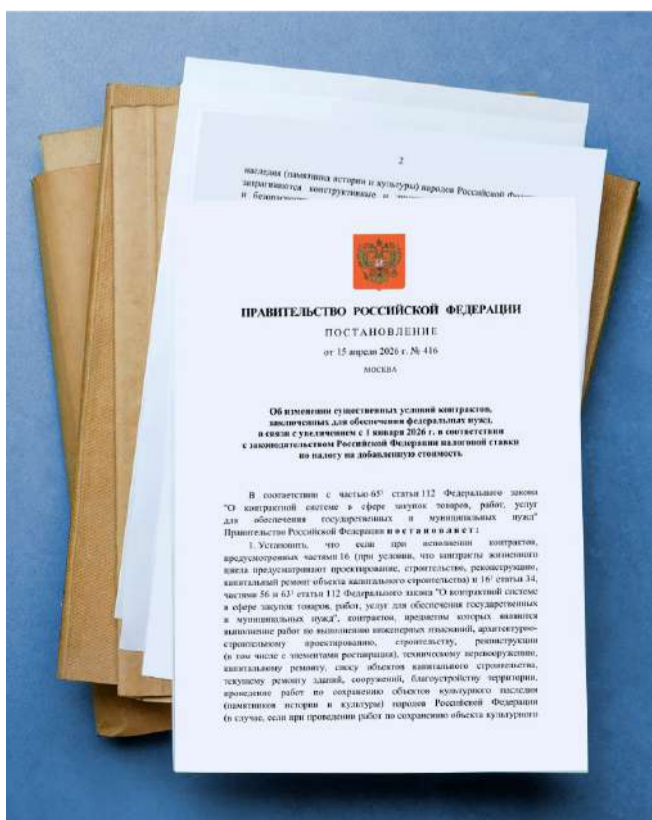 2
наследия (памятника истории и культуры) народов Российской
затрагиваются конструктивные и
и безопасности
ПРАВИТЕЛЬСТВО РОССИЙСКОЙ ФЕДЕРАЦИИ
ПОСТАНОВЛЕНИЕ
от 15 апреля 2026 г. № 416
МОСКВА
Об изменении существенных условий контрактов,
заключенных для обеспечения федеральных нужд,
в связи с увеличением с 1 января 2026 г. в соответствии
с законодательством Российской Федерации налоговой ставки
по налогу на добавленную стоимость
В соответствии с частью 65¹ статьи 112 Федерального закона
"О контрактной системе в сфере закупок товаров, работ, услуг
для обеспечения государственных и муниципальных нужд"
Правительство Российской Федерации постановляет:
1. Установить, что если при исполнении контрактов,
предусмотренных частями 16 (при условии, что контракты жизненного
цикла предусматривают проектирование, строительство, реконструкцию,
капитальный ремонт объекта капитального строительства) и 16¹ статьи 34,
частями 56 и 63¹ статьи 112 Федерального закона "О контрактной системе
в сфере закупок товаров, работ, услуг для обеспечения государственных
и муниципальных нужд", контрактов, предметом которых являются
выполнение работ по выполнению инженерных изысканий, архитектурно-
строительному проектированию, строительству, реконструкции
(в том числе с элементами реставрации), техническому перевооружению,
капитальному ремонту, сносу объектов капитального строительства,
текущему ремонту зданий, сооружений, благоустройству территории,
проведение работ по сохранению объектов культурного наследия
(памятников истории и культуры) народов Российской Федерации
(в случае, если при проведении работ по сохранению объекта культурного